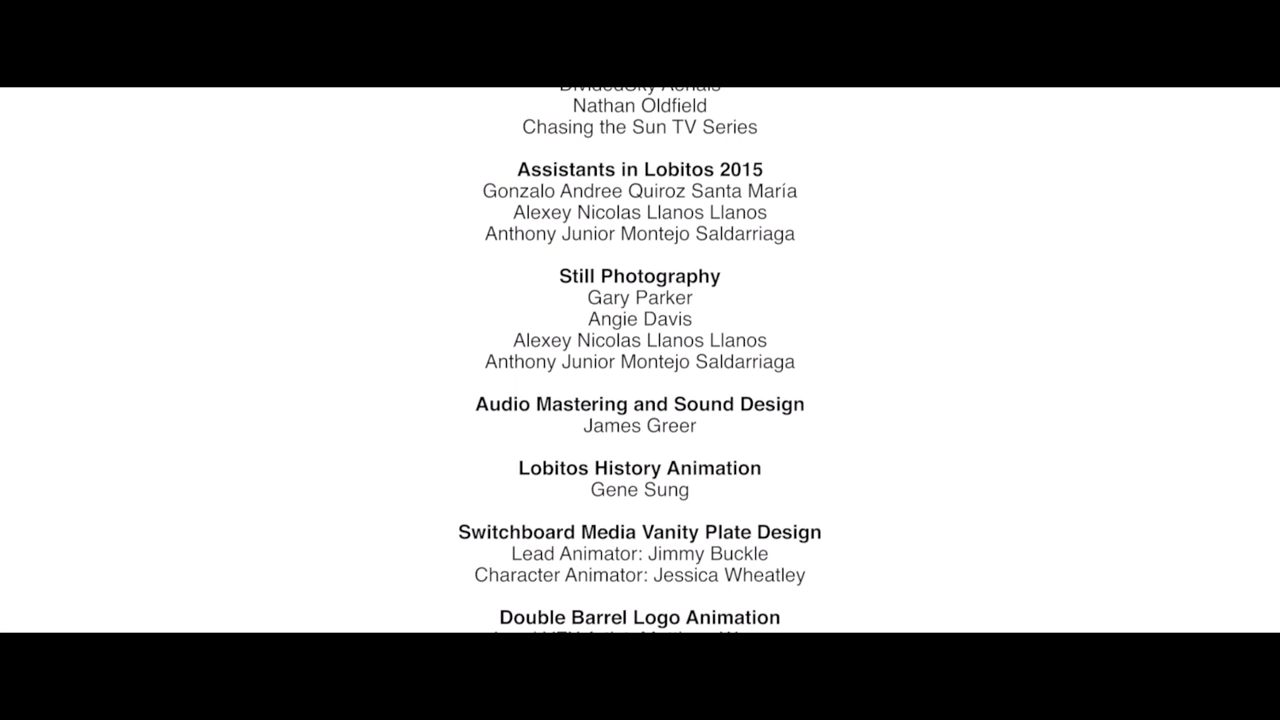 DividedSky Aerials
Nathan Oldfield
Chasing the Sun TV Series
Assistants in Lobitos 2015
Gonzalo Andree Quiroz Santa María
Alexey Nicolas Llanos Llanos
Anthony Junior Montejo Saldarriaga
Still Photography
Gary Parker
Angie Davis
Alexey Nicolas Llanos Llanos
Anthony Junior Montejo Saldarriaga
Audio Mastering and Sound Design
James Greer
Lobitos History Animation
Gene Sung
Switchboard Media Vanity Plate Design
Lead Animator: Jimmy Buckle
Character Animator: Jessica Wheatley
Double Barrel Logo Animation